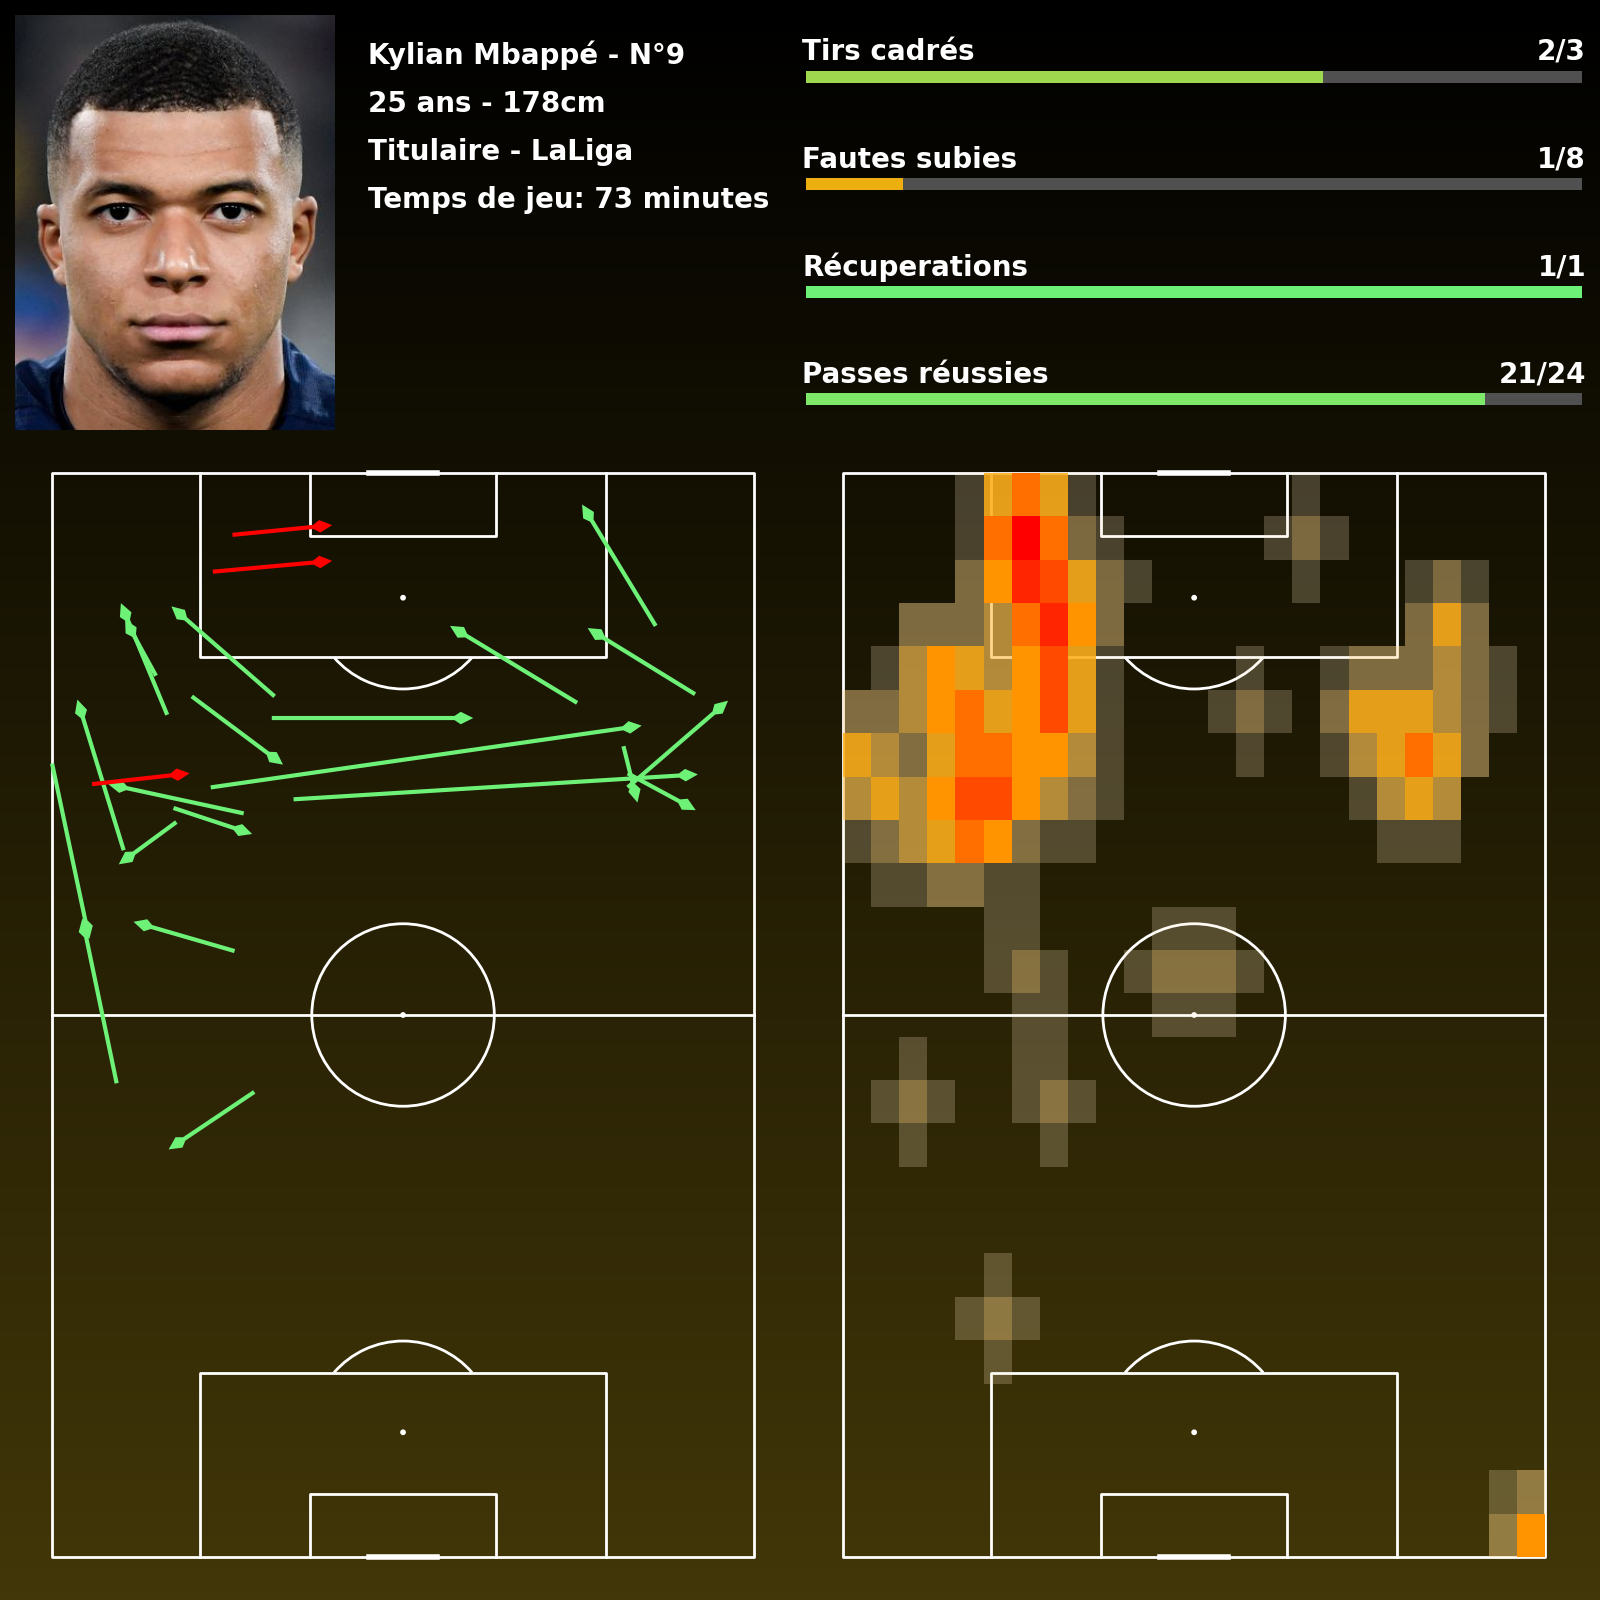 Kylian Mbappé - N°9
25 ans - 178cm
Titulaire - LaLiga
Temps de jeu: 73 minutes
Tirs cadrés 2/3
Fautes subies 1/8
Récuperations 1/1
Passes réussies 21/24